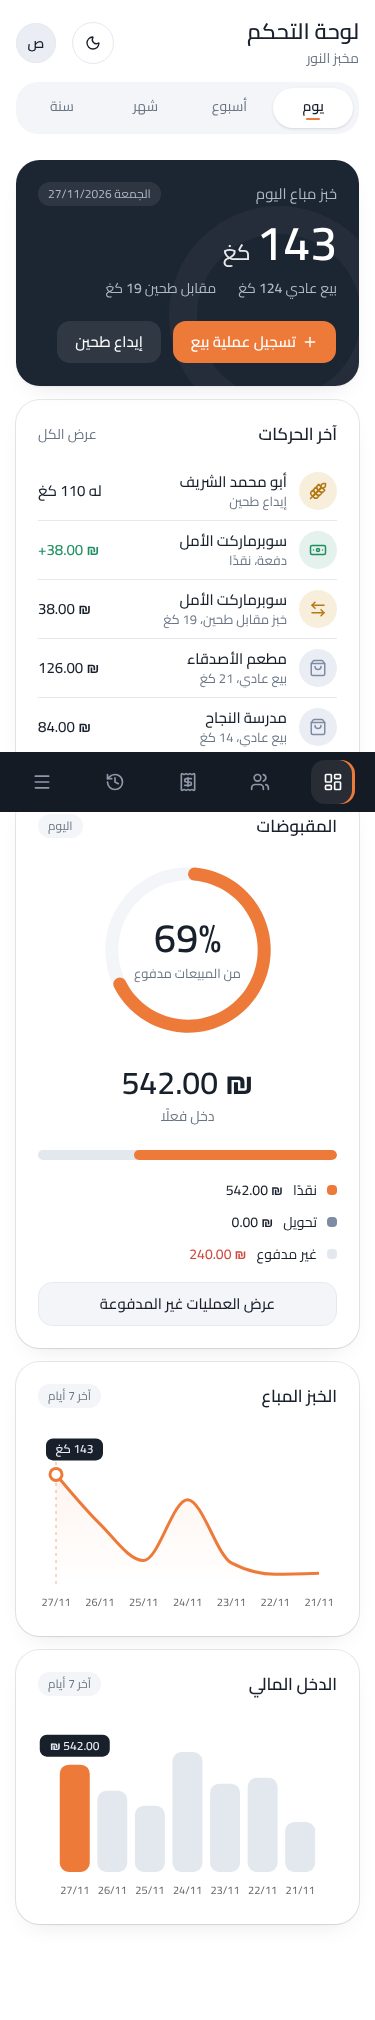 لوحة التحكم
مخبز النور
ص
يوم
أسبوع
شهر
سنة
خبز مباع اليوم
الجمعة 27/11/2026
143 كغ
بيع عادي 124 كغ
مقابل طحين 19 كغ
+ تسجيل عملية بيع
إيداع طحين
آخر الحركات
عرض الكل
أبو محمد الشريف
إيداع طحين
له 110 كغ
سوبرماركت الأمل
دفعة، نقدًا
+38.00 ₪
سوبرماركت الأمل
خبز مقابل طحين، 19 كغ
38.00 ₪
مطعم الأصدقاء
بيع عادي، 21 كغ
126.00 ₪
مدرسة النجاح
بيع عادي، 14 كغ
84.00 ₪
المقبوضات
اليوم
69%
من المبيعات مدفوع
542.00 ₪
دخل فعلًا
نقدًا 542.00 ₪
تحويل 0.00 ₪
غير مدفوع 240.00 ₪
عرض العمليات غير المدفوعة
الخبز المباع
آخر 7 أيام
143 كغ
27/11 26/11 25/11 24/11 23/11 22/11 21/11
الدخل المالي
آخر 7 أيام
542.00 ₪
27/11 26/11 25/11 24/11 23/11 22/11 21/11